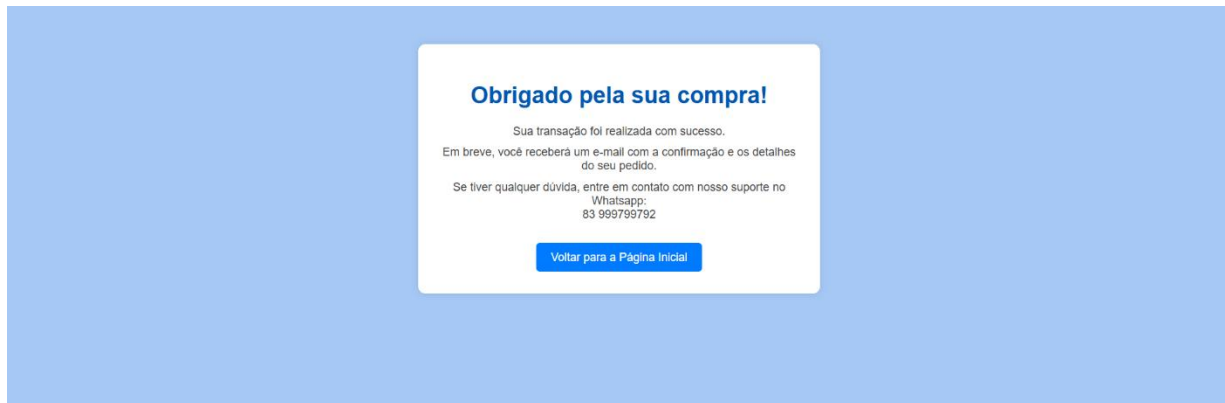 Obrigado pela sua compra!
Sua transação foi realizada com sucesso.
Em breve, você receberá um e-mail com a confirmação e os detalhes
do seu pedido.
Se tiver qualquer dúvida, entre em contato com nosso suporte no
Whatsapp:
83 999799792
Voltar para a Página Inicial